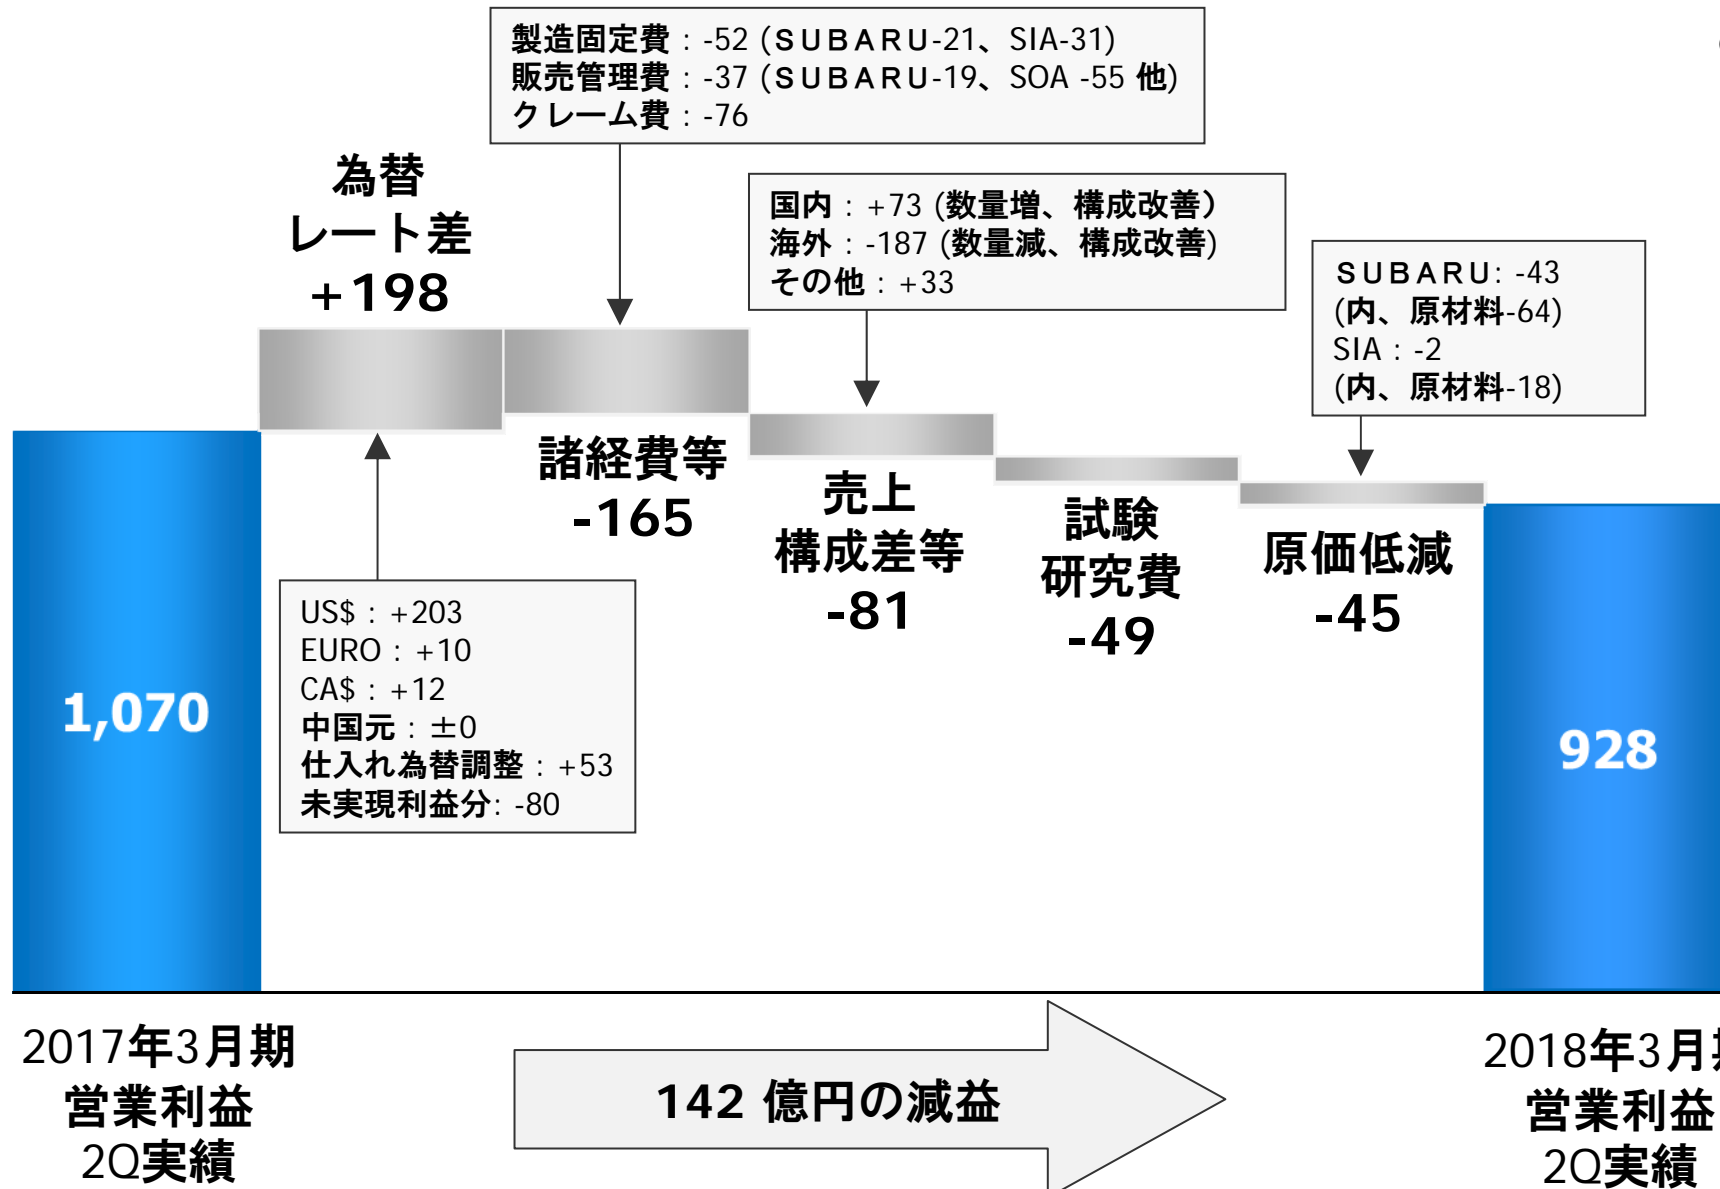 製造固定費 : -52 (ＳＵＢＡＲＵ-21、SIA-31)
販売管理費 : -37 (ＳＵＢＡＲＵ-19、SOA -55 他)
クレーム費 : -76
為替
レート差
+198
国内 : +73 (数量増、構成改善）
海外 : -187 (数量減、構成改善)
その他 : +33
ＳＵＢＡＲＵ: -43
(内、原材料-64)
SIA : -2
(内、原材料-18)
諸経費等
-165
売上
構成差等
-81
試験
研究費
-49
原価低減
-45
US$ : +203
EURO : +10
CA$ : +12
中国元 : ±0
仕入れ為替調整 : +53
未実現利益分: -80
1,070
928
2017年3月期
営業利益
2Q実績
142 億円の減益
2018年3月
営業利益
2Q実績